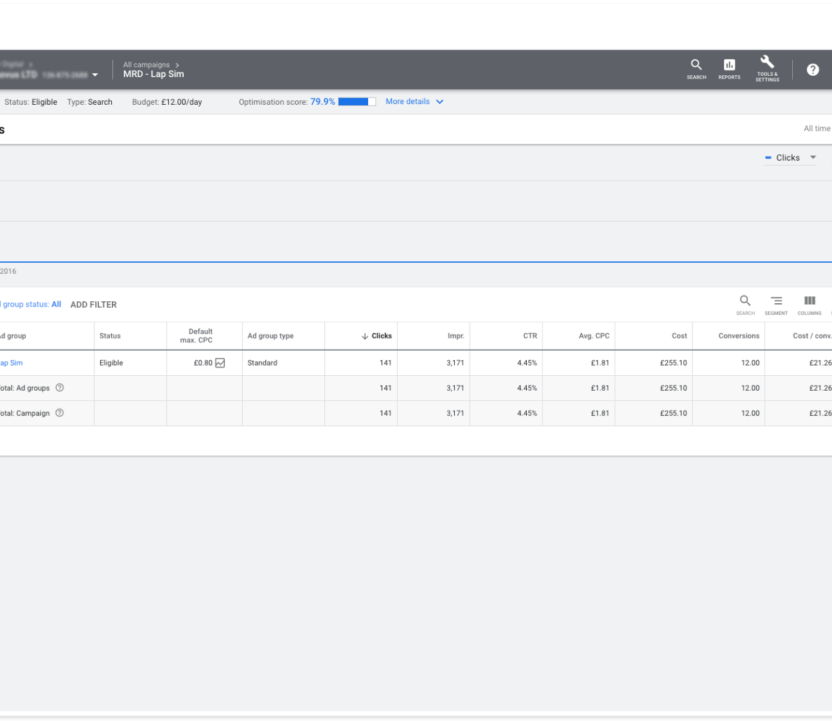 All campaigns >
MRD - Lap Sim
SEARCH
REPORTS
TOOLS & SETTINGS
Status: Eligible Type: Search Budget: £12.00/day Optimisation score: 79.9% More details
s
All time
Clicks
2016
group status: All ADD FILTER
SEARCH
SEGMENT
COLUMNS
d group Status Default max. CPC Ad group type Clicks Impr. CTR Avg. CPC Cost Conversions Cost / conv.
ap Sim Eligible £0.80 Standard 141 3,171 4.45% £1.81 £255.10 12.00 £21.26
otal: Ad groups 141 3,171 4.45% £1.81 £255.10 12.00 £21.26
otal: Campaign 141 3,171 4.45% £1.81 £255.10 12.00 £21.26